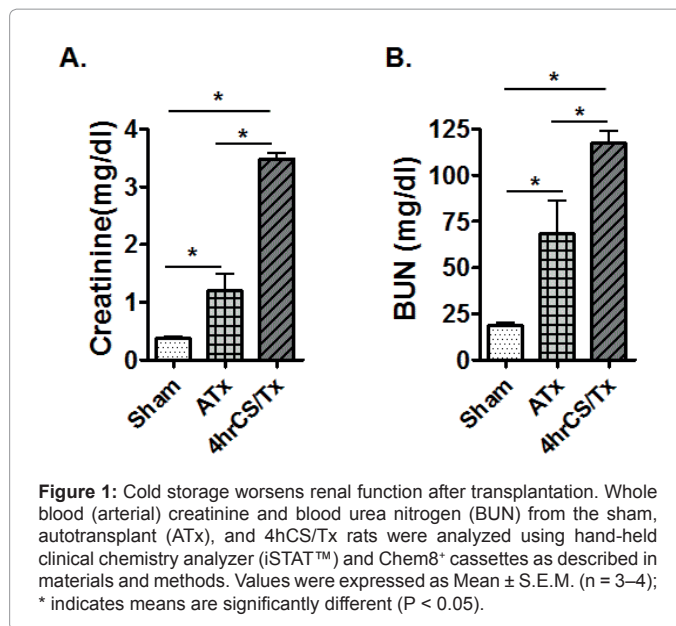 A.
*
*
*
Creatinine(mg/dl)
4
3
2
1
0
Sham
ATx
4hrCS/Tx
B.
*
*
*
BUN (mg/dl)
125
100
75
50
25
0
Sham
ATx
4hrCS/Tx
Figure 1: Cold storage worsens renal function after transplantation. Whole
blood (arterial) creatinine and blood urea nitrogen (BUN) from the sham,
autotransplant (ATx), and 4hCS/Tx rats were analyzed using hand-held
clinical chemistry analyzer (iSTAT™) and Chem8⁺ cassettes as described in
materials and methods. Values were expressed as Mean ± S.E.M. (n = 3–4);
* indicates means are significantly different (P < 0.05).